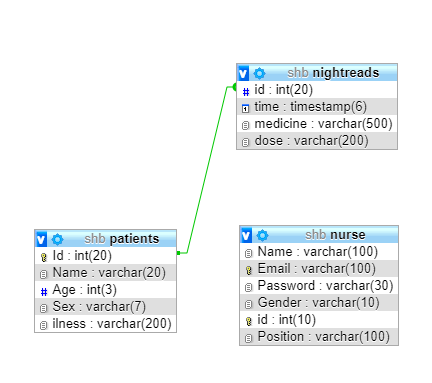 shb nightreads
id : int(20)
time : timestamp(6)
medicine : varchar(500)
dose : varchar(200)
shb patients
Id : int(20)
Name : varchar(20)
Age : int(3)
Sex : varchar(7)
ilness : varchar(200)
shb nurse
Name : varchar(100)
Email : varchar(100)
Password : varchar(30)
Gender : varchar(10)
id : int(10)
Position : varchar(100)